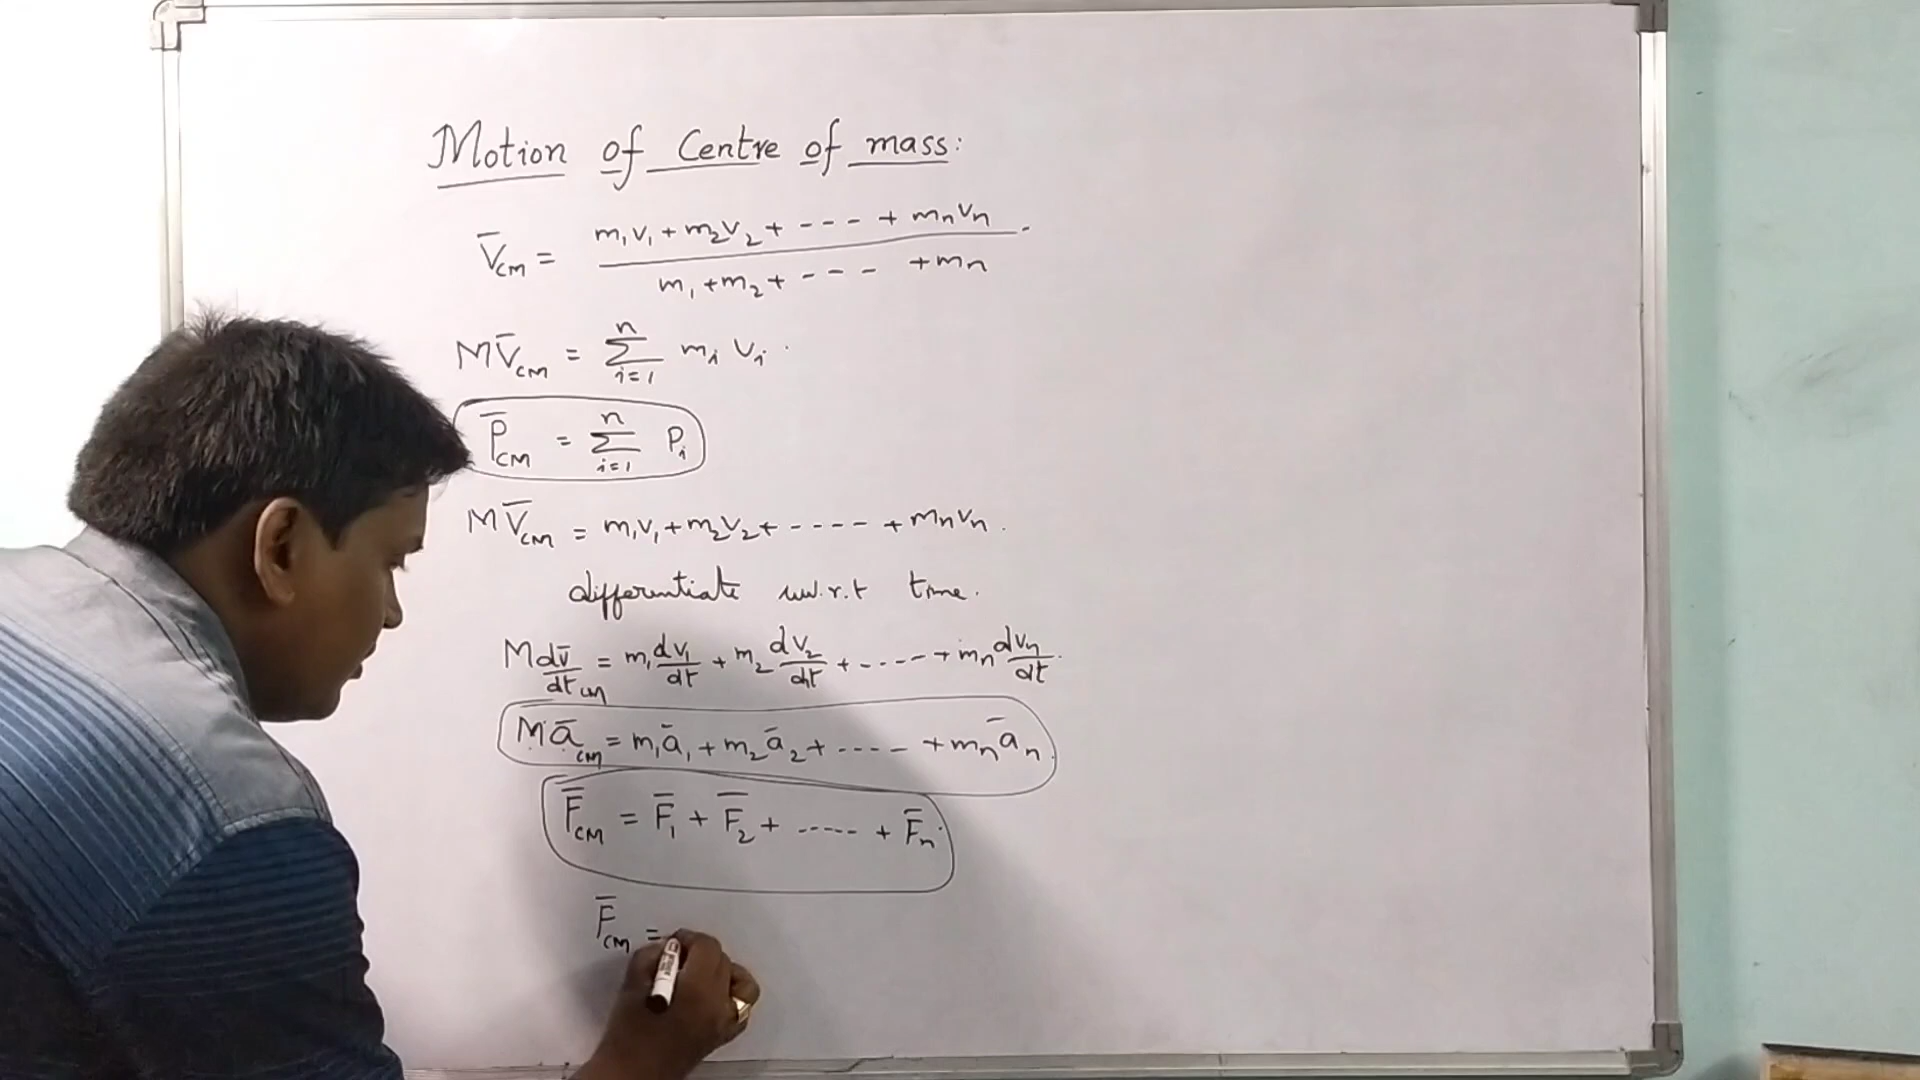 Motion of Centre of mass:
V̄cm = (m₁v₁ + m₂v₂ + --- + mₙvₙ) / (m₁ + m₂ + --- + mₙ)
MV̄cm = Σⁿᵢ₌₁ mᵢ vᵢ.
P̄cm = Σⁿᵢ₌₁ Pᵢ
MV̄cm = m₁v₁ + m₂v₂ + ---- + mₙvₙ.
differentiate w.r.t time.
M dv̄/dt cm = m₁ dv₁/dt + m₂ dv₂/dt + ..... + mₙ dvₙ/dt.
Mācm = m₁ā₁ + m₂ā₂ + ..... + mₙāₙ.
F̄cm = F̄₁ + F̄₂ + ..... + F̄ₙ.
F̄cm =